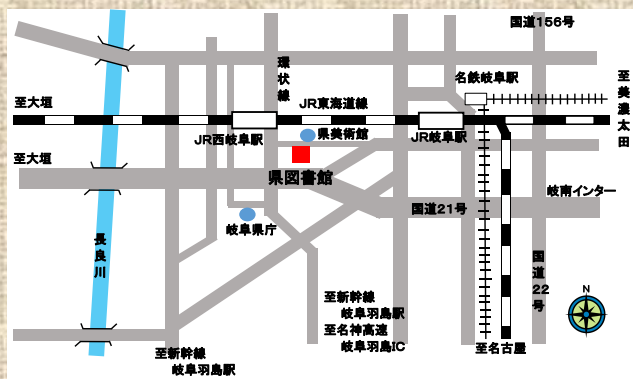 国道156号
環状線
名鉄岐阜駅
至美濃太田
至大垣
JR東海道線
JR西岐阜駅
県美術館
JR岐阜駅
至大垣
県図書館
岐南インター
国道21号
岐阜県庁
長良川
国道22号
N
至新幹線
岐阜羽島駅
至名神高速
岐阜羽島IC
至名古屋
至新幹線
岐阜羽島駅